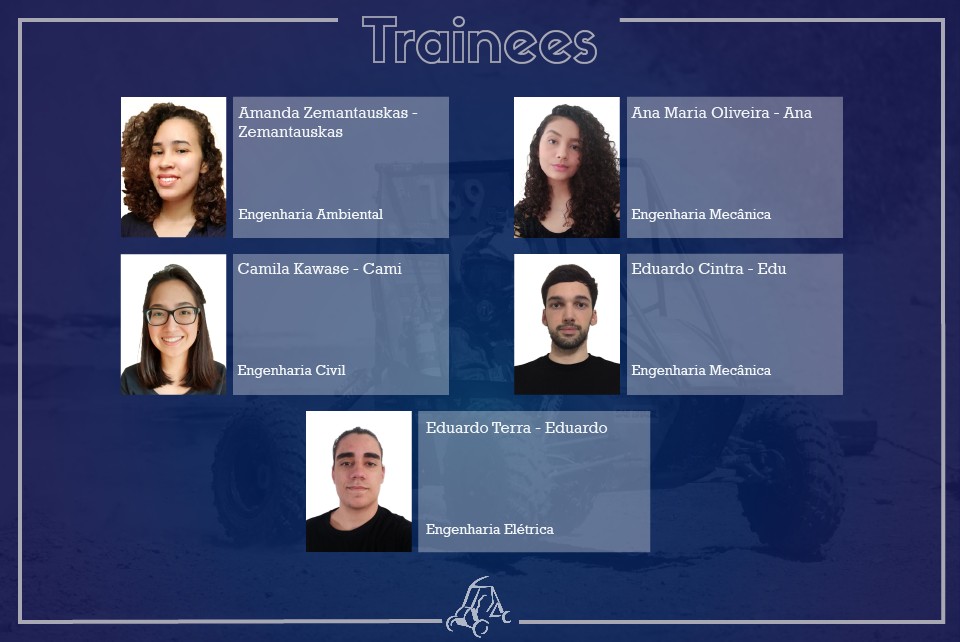 Trainees
Amanda Zemantauskas -
Zemantauskas
Engenharia Ambiental
Ana Maria Oliveira - Ana
Engenharia Mecânica
Camila Kawase - Cami
Engenharia Civil
Eduardo Cintra - Edu
Engenharia Mecânica
Eduardo Terra - Eduardo
Engenharia Elétrica
769